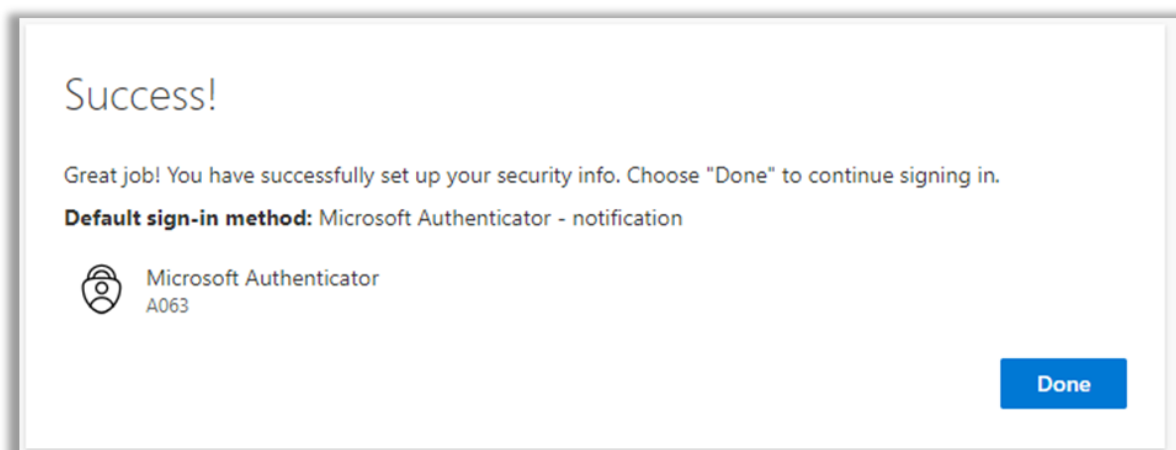 Success!
Great job! You have successfully set up your security info. Choose "Done" to continue signing in.
Default sign-in method: Microsoft Authenticator - notification
Microsoft Authenticator
A063
Done